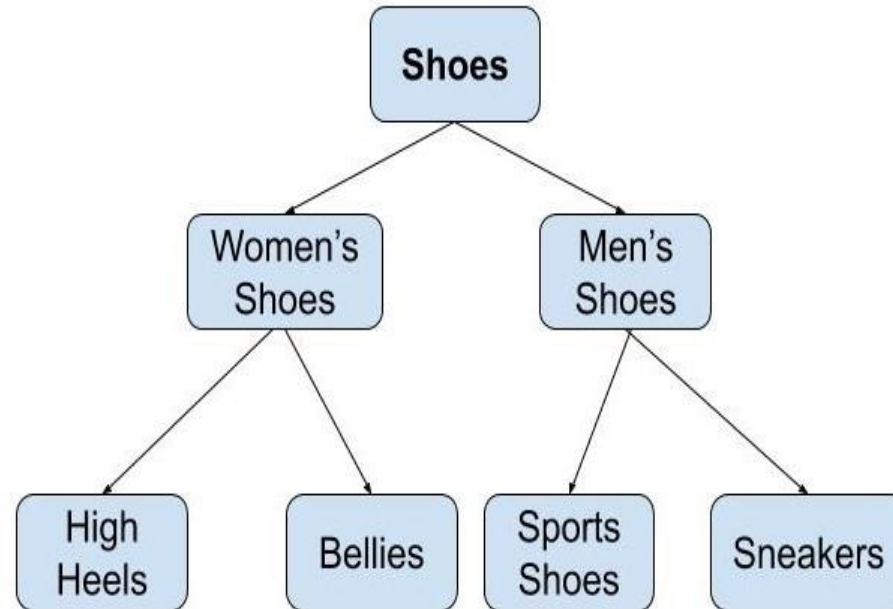 Shoes
Women's
Shoes
Men's
Shoes
High
Heels
Bellies
Sports
Shoes
Sneakers